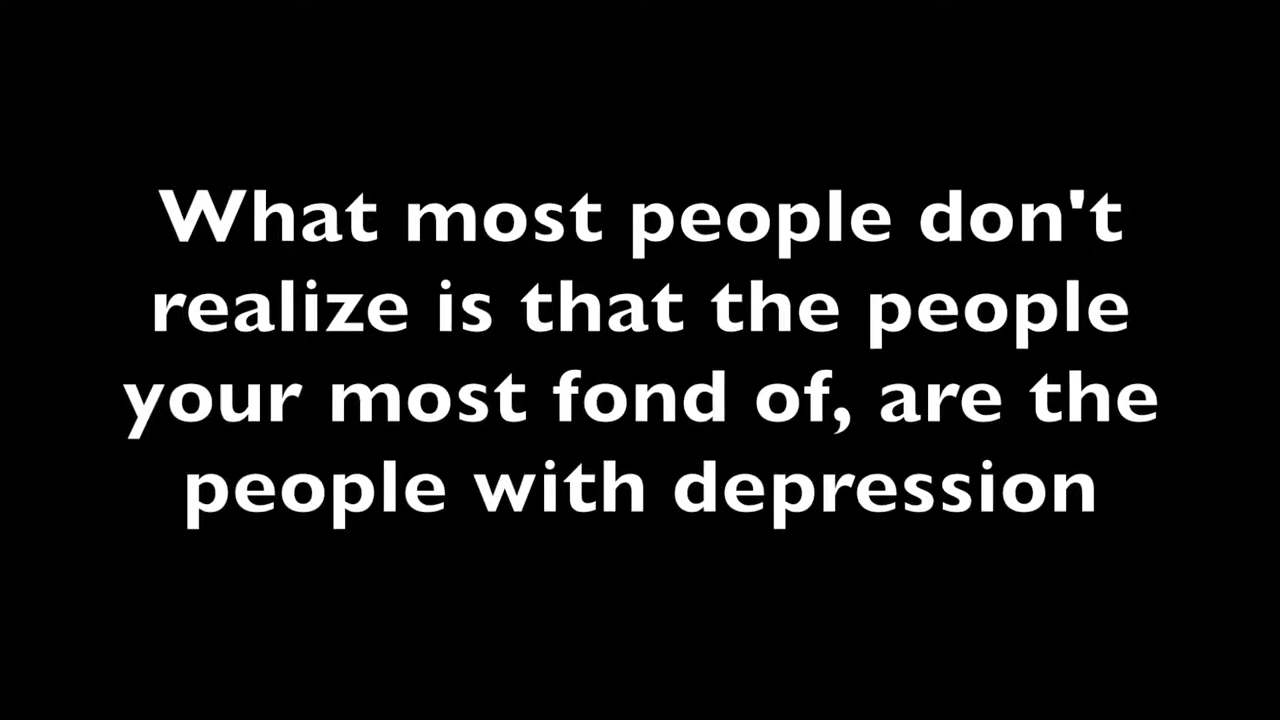 What most people don't
realize is that the people
your most fond of, are the
people with depression